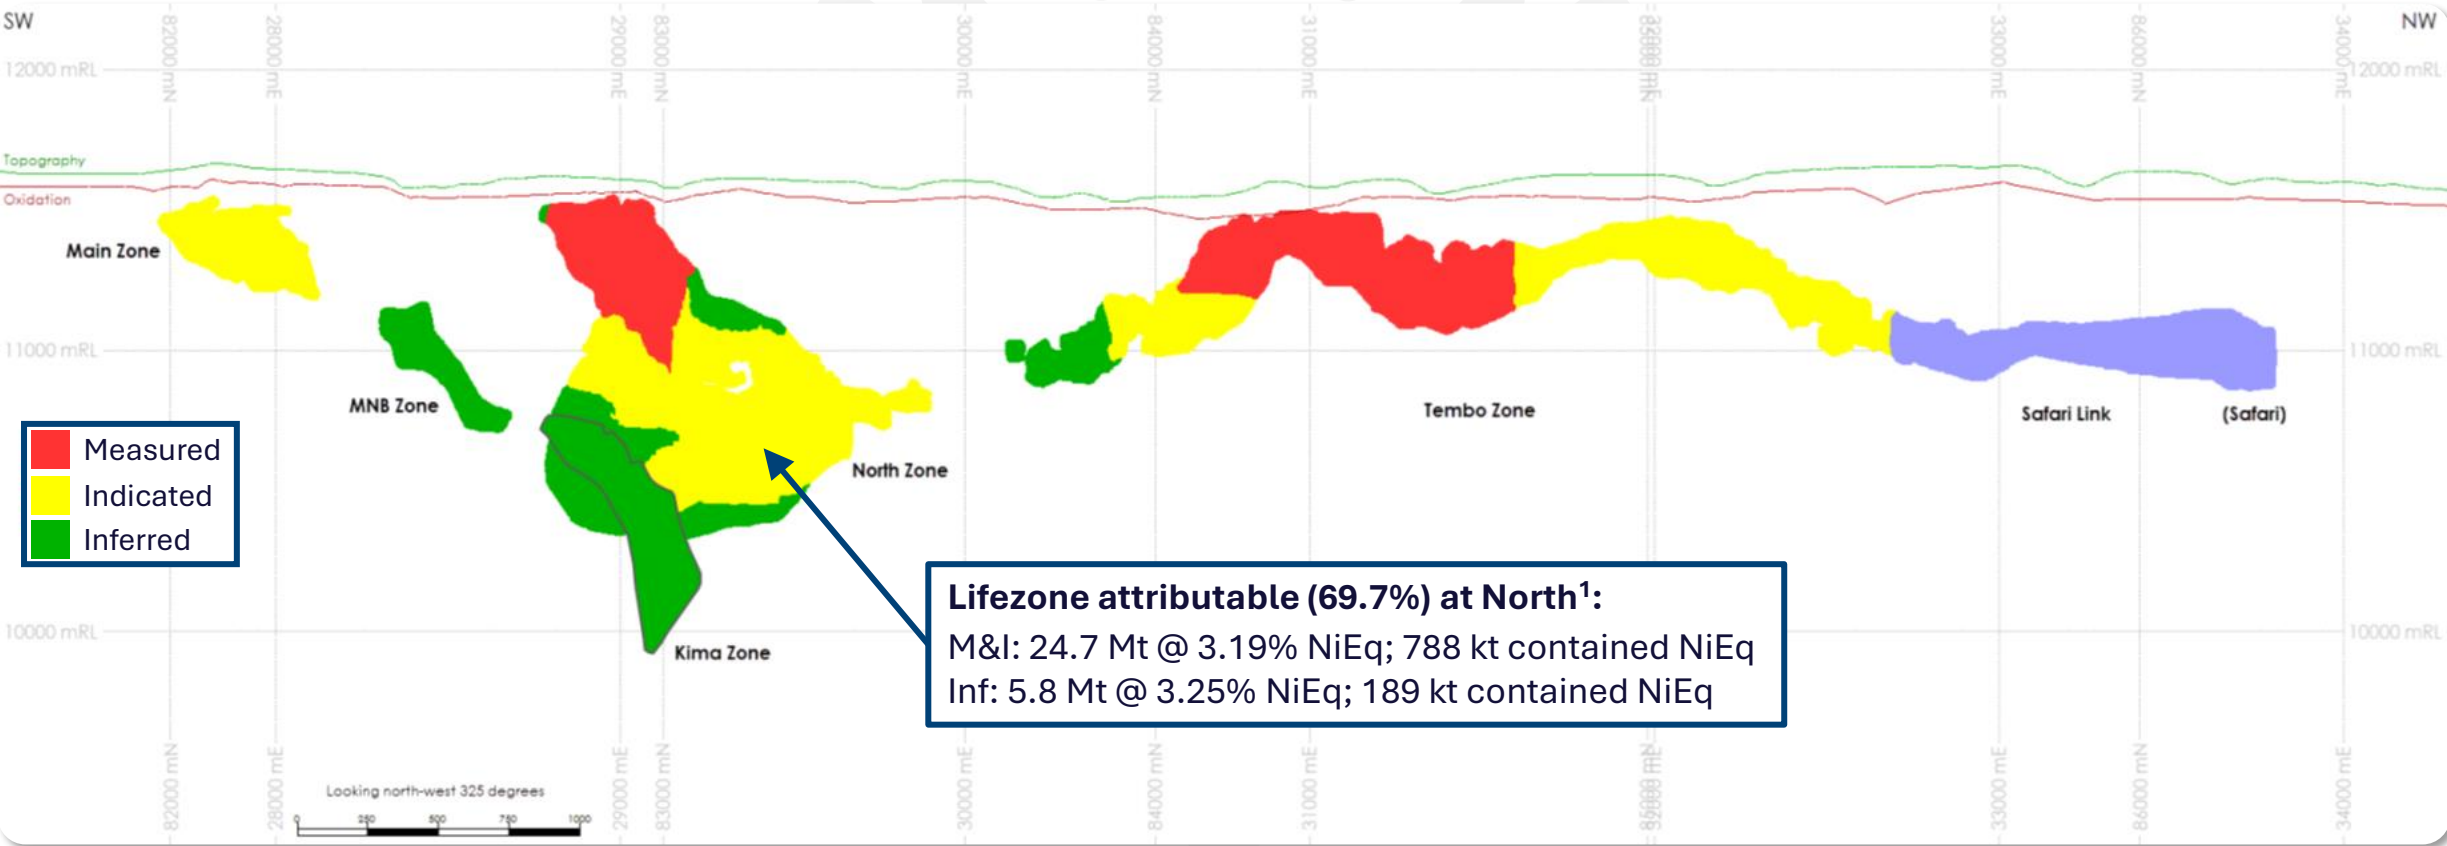 SW
NW
82000 mN
28000 mE
29000 mE
83000 mN
30000 mE
84000 mN
31000 mE
33000 mE
86000 mN
34000 mE
12000 mRL
12000 mRL
Topography
Oxidation
Main Zone
11000 mRL
11000 mRL
MNB Zone
Tembo Zone
Safari Link
(Safari)
North Zone
Measured
Indicated
Inferred
Lifezone attributable (69.7%) at North¹:
M&I: 24.7 Mt @ 3.19% NiEq; 788 kt contained NiEq
Inf: 5.8 Mt @ 3.25% NiEq; 189 kt contained NiEq
10000 mRL
10000 mRL
Kima Zone
Looking north-west 325 degrees
0 250 500 750 1000
82000 mN
28000 mE
29000 mE
83000 mN
30000 mE
84000 mN
31000 mE
33000 mE
86000 mN
34000 mE